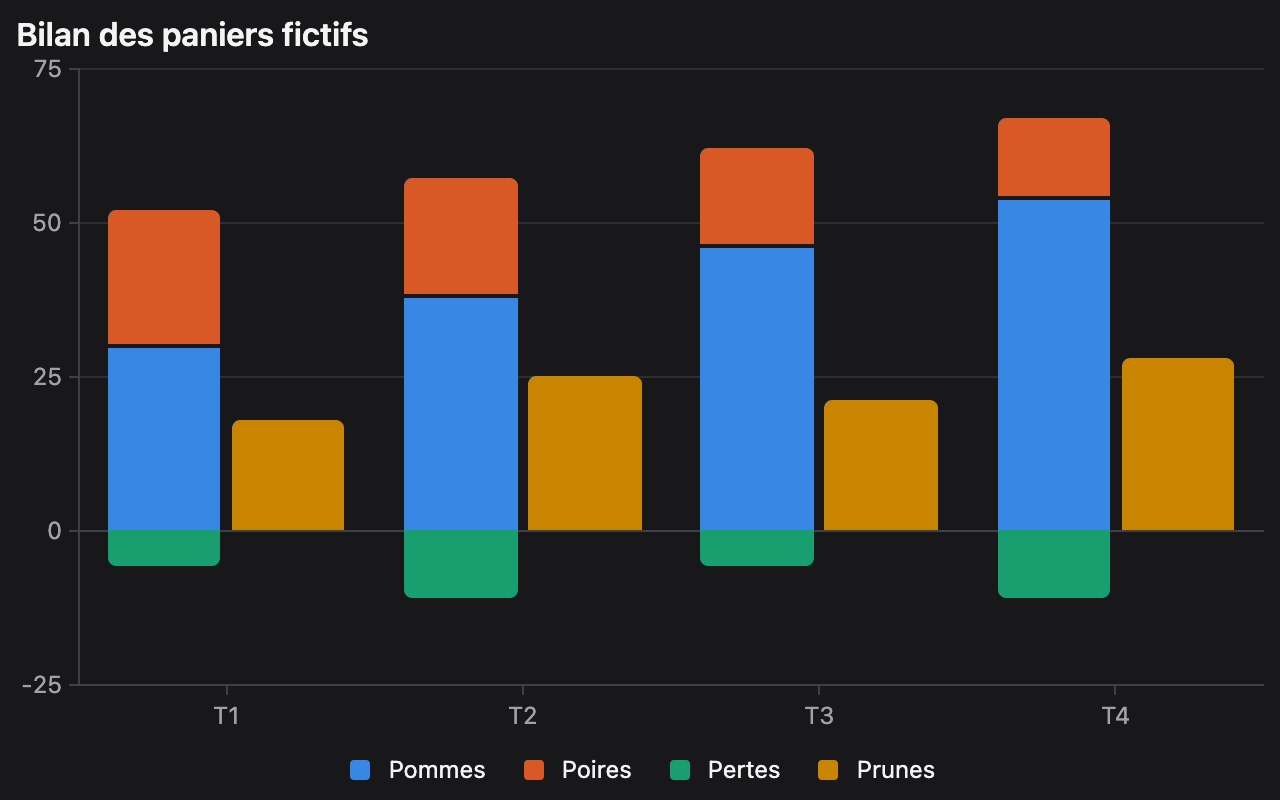 Bilan des paniers fictifs
75
50
25
0
-25
T1 T2 T3 T4
Pommes Poires Pertes Prunes